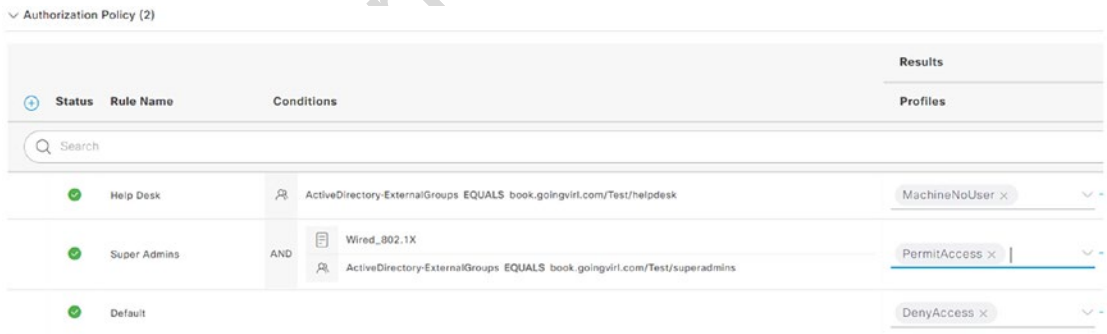 Authorization Policy (2)
Results
Status Rule Name Conditions Profiles
Search
Help Desk ActiveDirectory-ExternalGroups EQUALS book.goingvirl.com/Test/helpdesk MachineNoUser ×
Super Admins AND Wired_802.1X PermitAccess ×
ActiveDirectory-ExternalGroups EQUALS book.goingvirl.com/Test/superadmins
Default DenyAccess ×